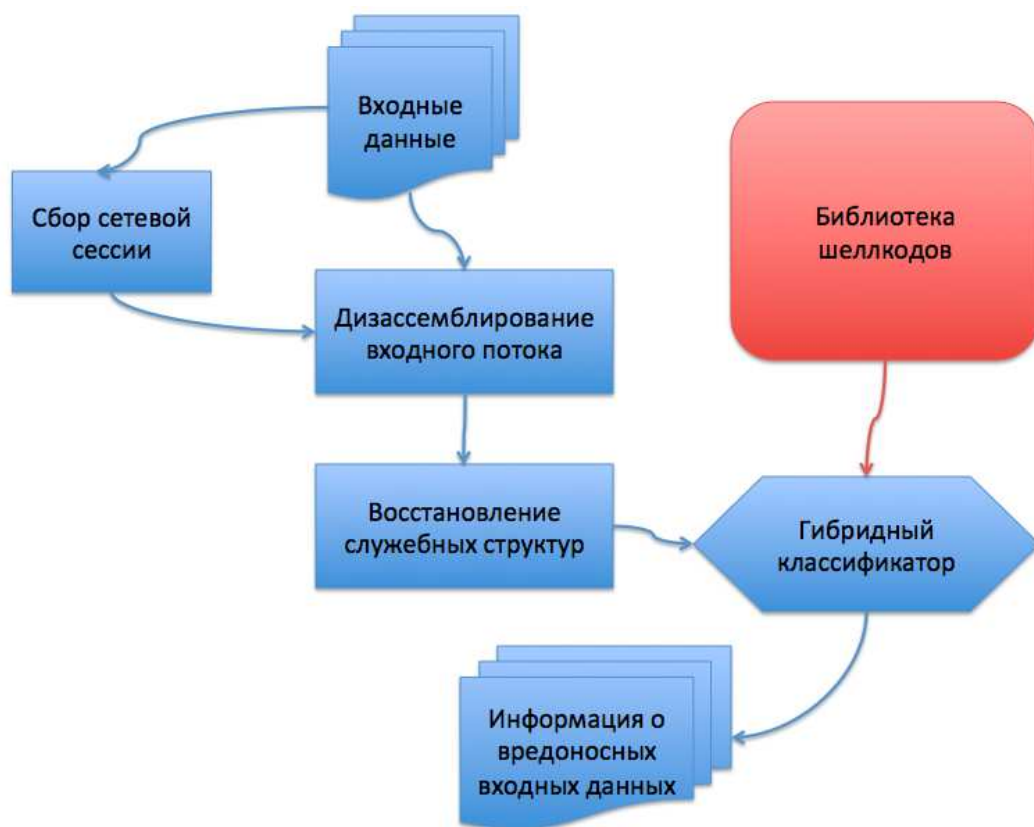 Входные
данные
Сбор сетевой
сессии
Библиотека
шеллкодов
Дизассемблирование
входного потока
Восстановление
служебных структур
Гибридный
классификатор
Информация о
вредоносных
входных данных